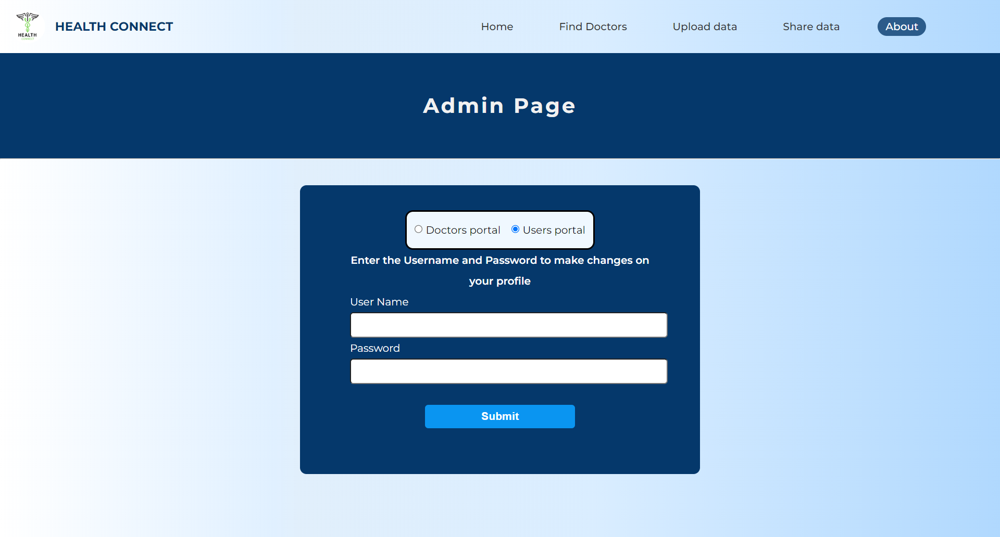 HEALTH
CONNECT
HEALTH CONNECT
Home
Find Doctors
Upload data
Share data
About
Admin Page
Doctors portal
Users portal
Enter the Username and Password to make changes on
your profile
User Name
Password
Submit